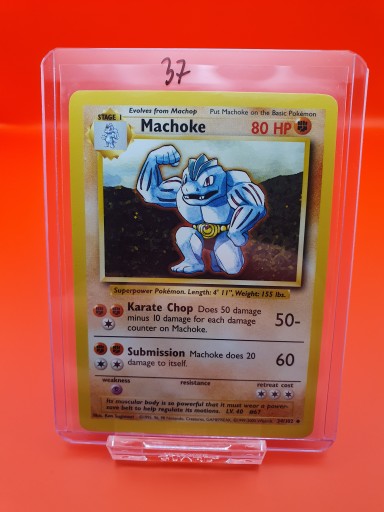 37
Evolves from Machop Put Machoke on the Basic Pokémon
STAGE 1
Machoke 80 HP
Superpower Pokémon. Length: 4' 11", Weight: 155 lbs.
Karate Chop Does 50 damage
minus 10 damage for each damage
counter on Machoke.
50-
Submission Machoke does 20
damage to itself.
60
weakness resistance retreat cost
Its muscular body is so powerful that it must wear a power-
save belt to help regulate its motions. LV. 40 #67